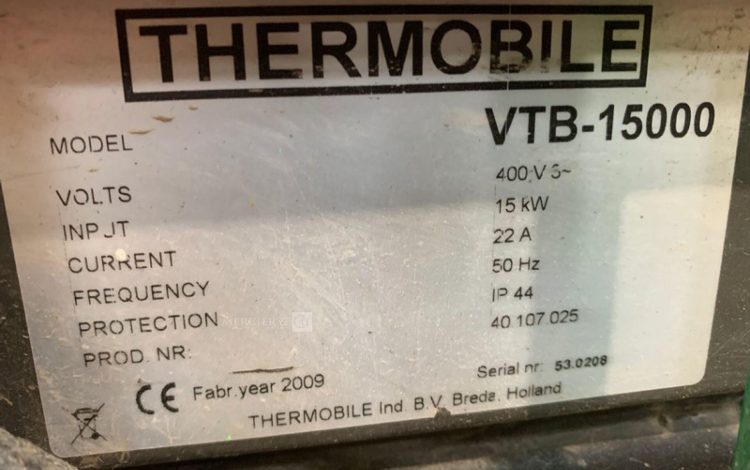 THERMOBILE
MODEL VTB-15000
VOLTS 400 V 3~
INPUT 15 kW
CURRENT 22 A
FREQUENCY 50 Hz
PROTECTION IP 44
PROD. NR: 40.107.025
CE Fabr.year 2009 Serial nr: 53.0208
THERMOBILE Ind. B.V. Breda, Holland